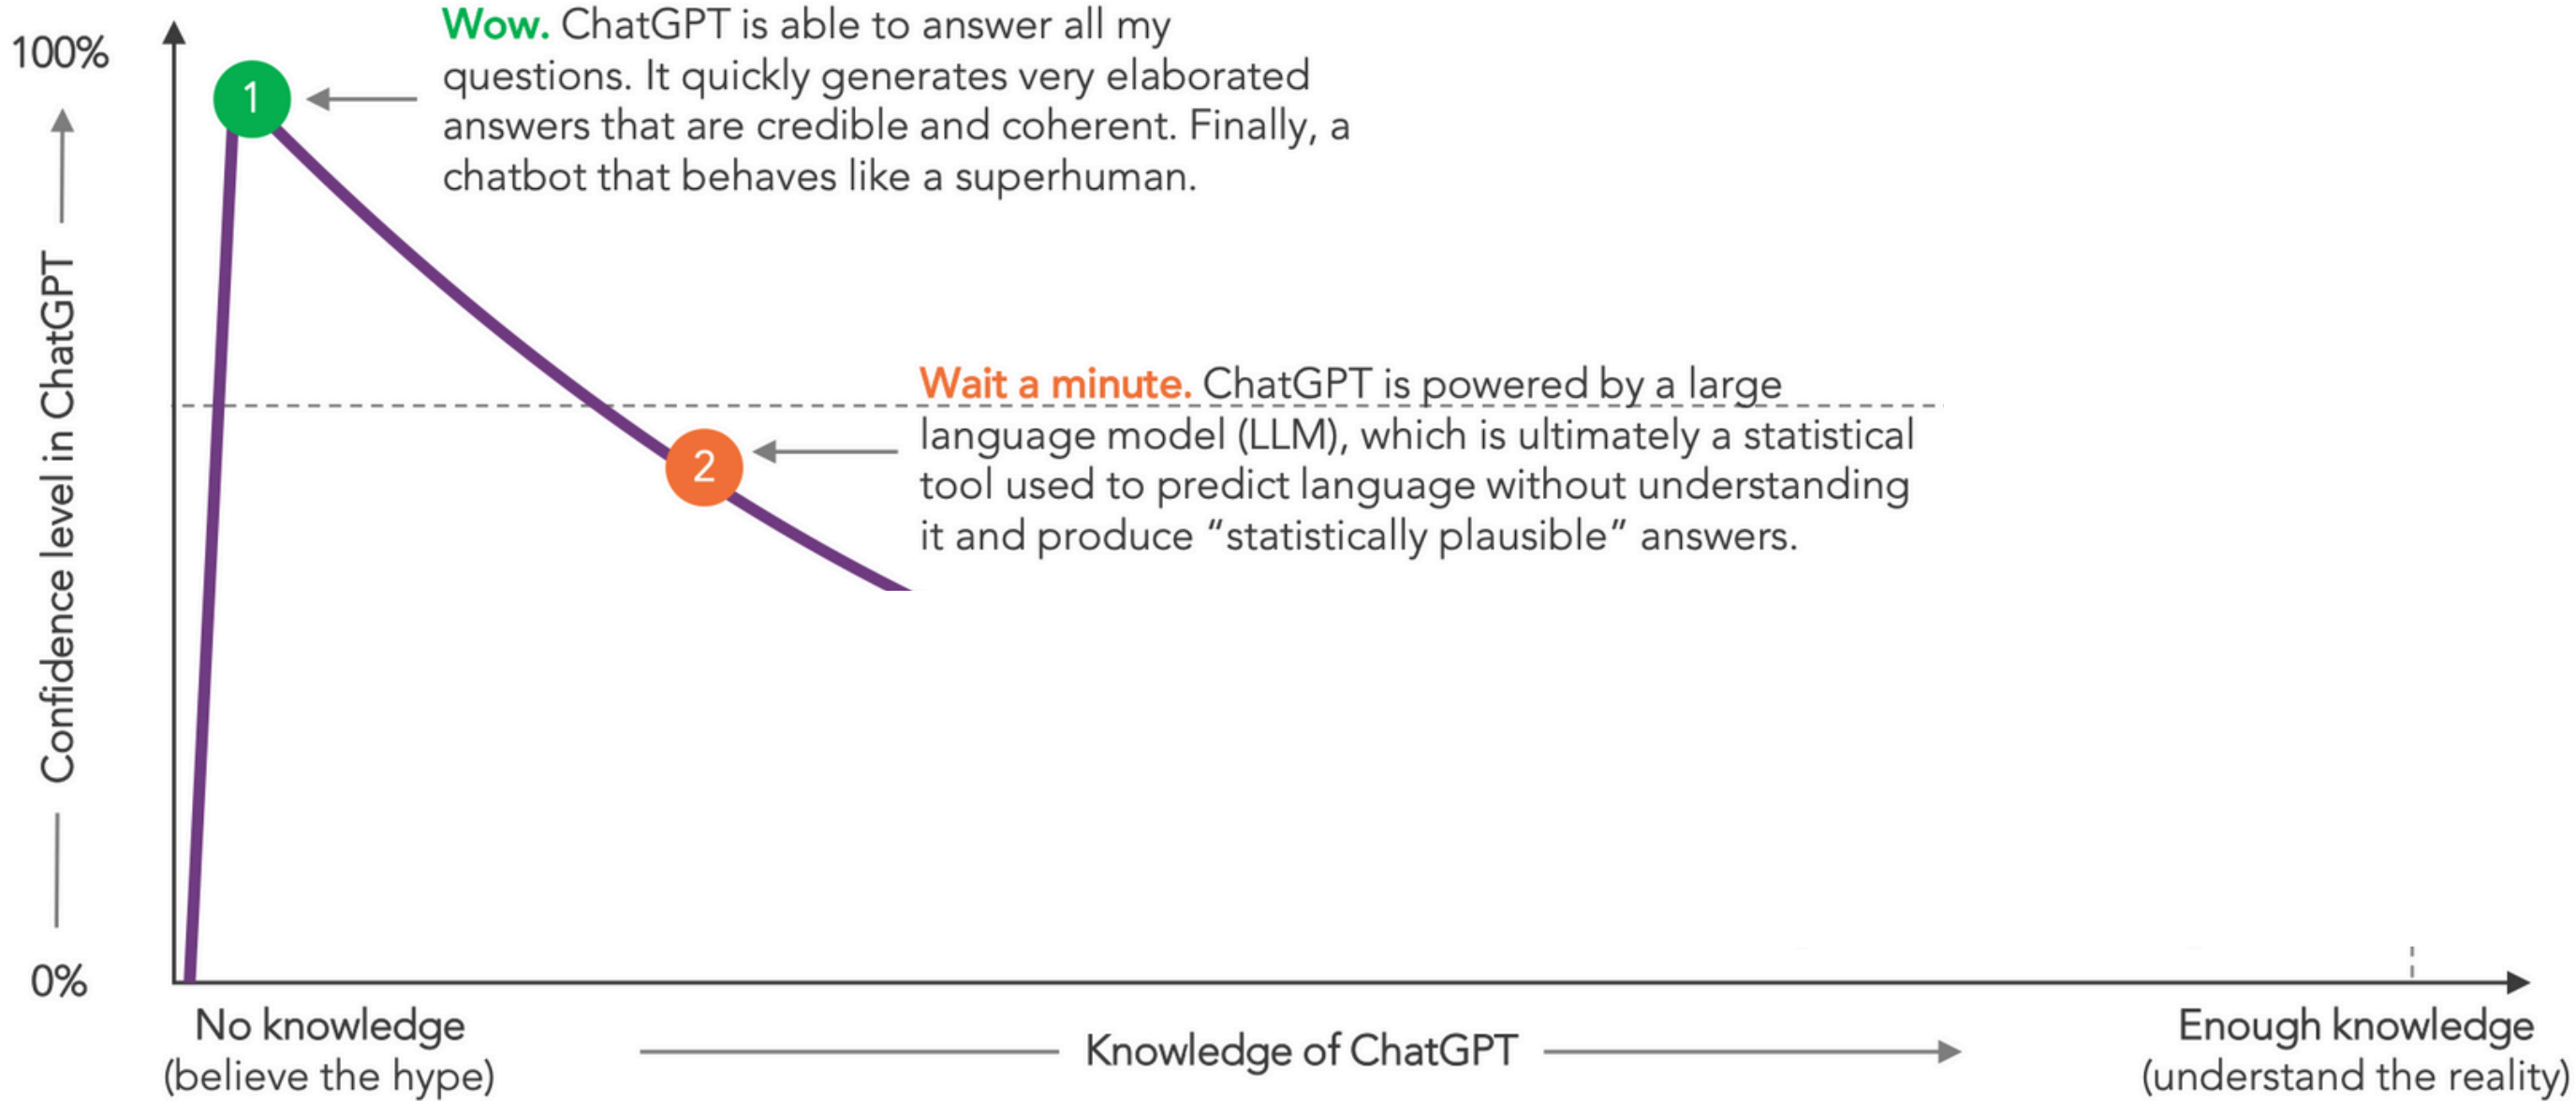 100%
Wow. ChatGPT is able to answer all my
questions. It quickly generates very elaborated
answers that are credible and coherent. Finally, a
chatbot that behaves like a superhuman.
1
Confidence level in ChatGPT
Wait a minute. ChatGPT is powered by a large
language model (LLM), which is ultimately a statistical
tool used to predict language without understanding
it and produce “statistically plausible” answers.
2
0%
No knowledge
(believe the hype)
Knowledge of ChatGPT
Enough knowledge
(understand the reality)